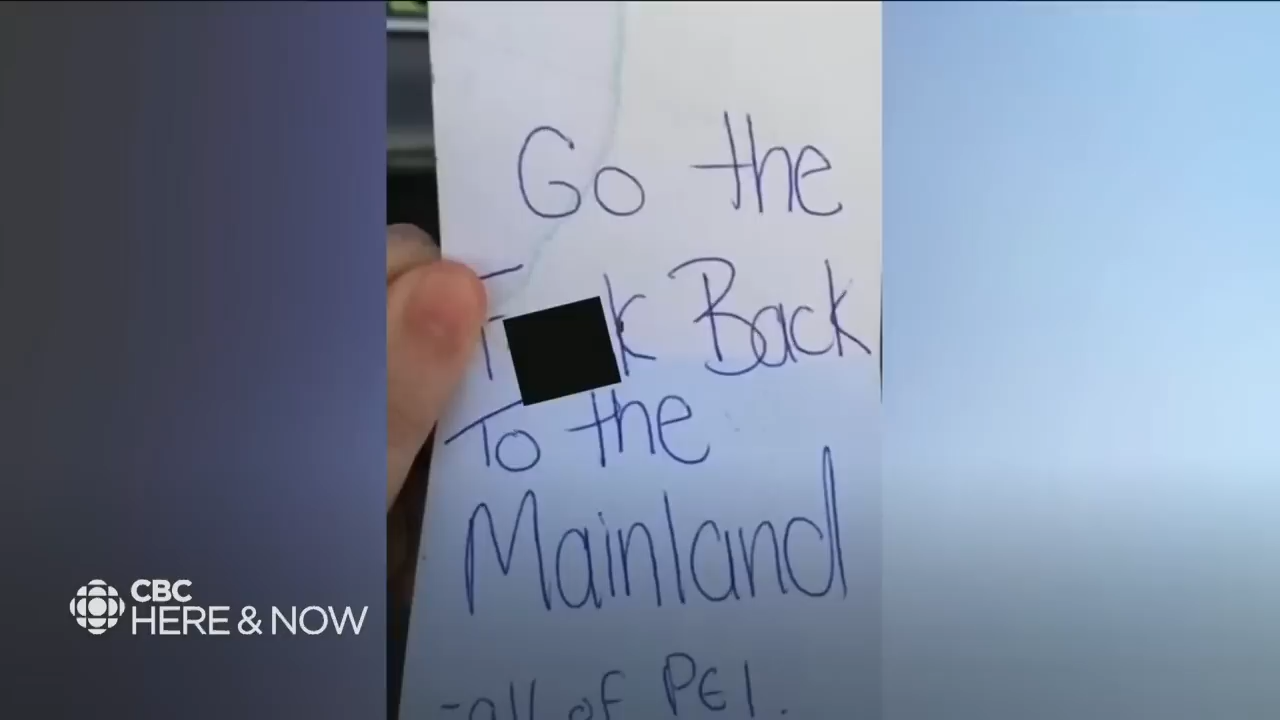 Go the
F k Back
To the
Mainland
-all of PEI.
CBC
HERE & NOW